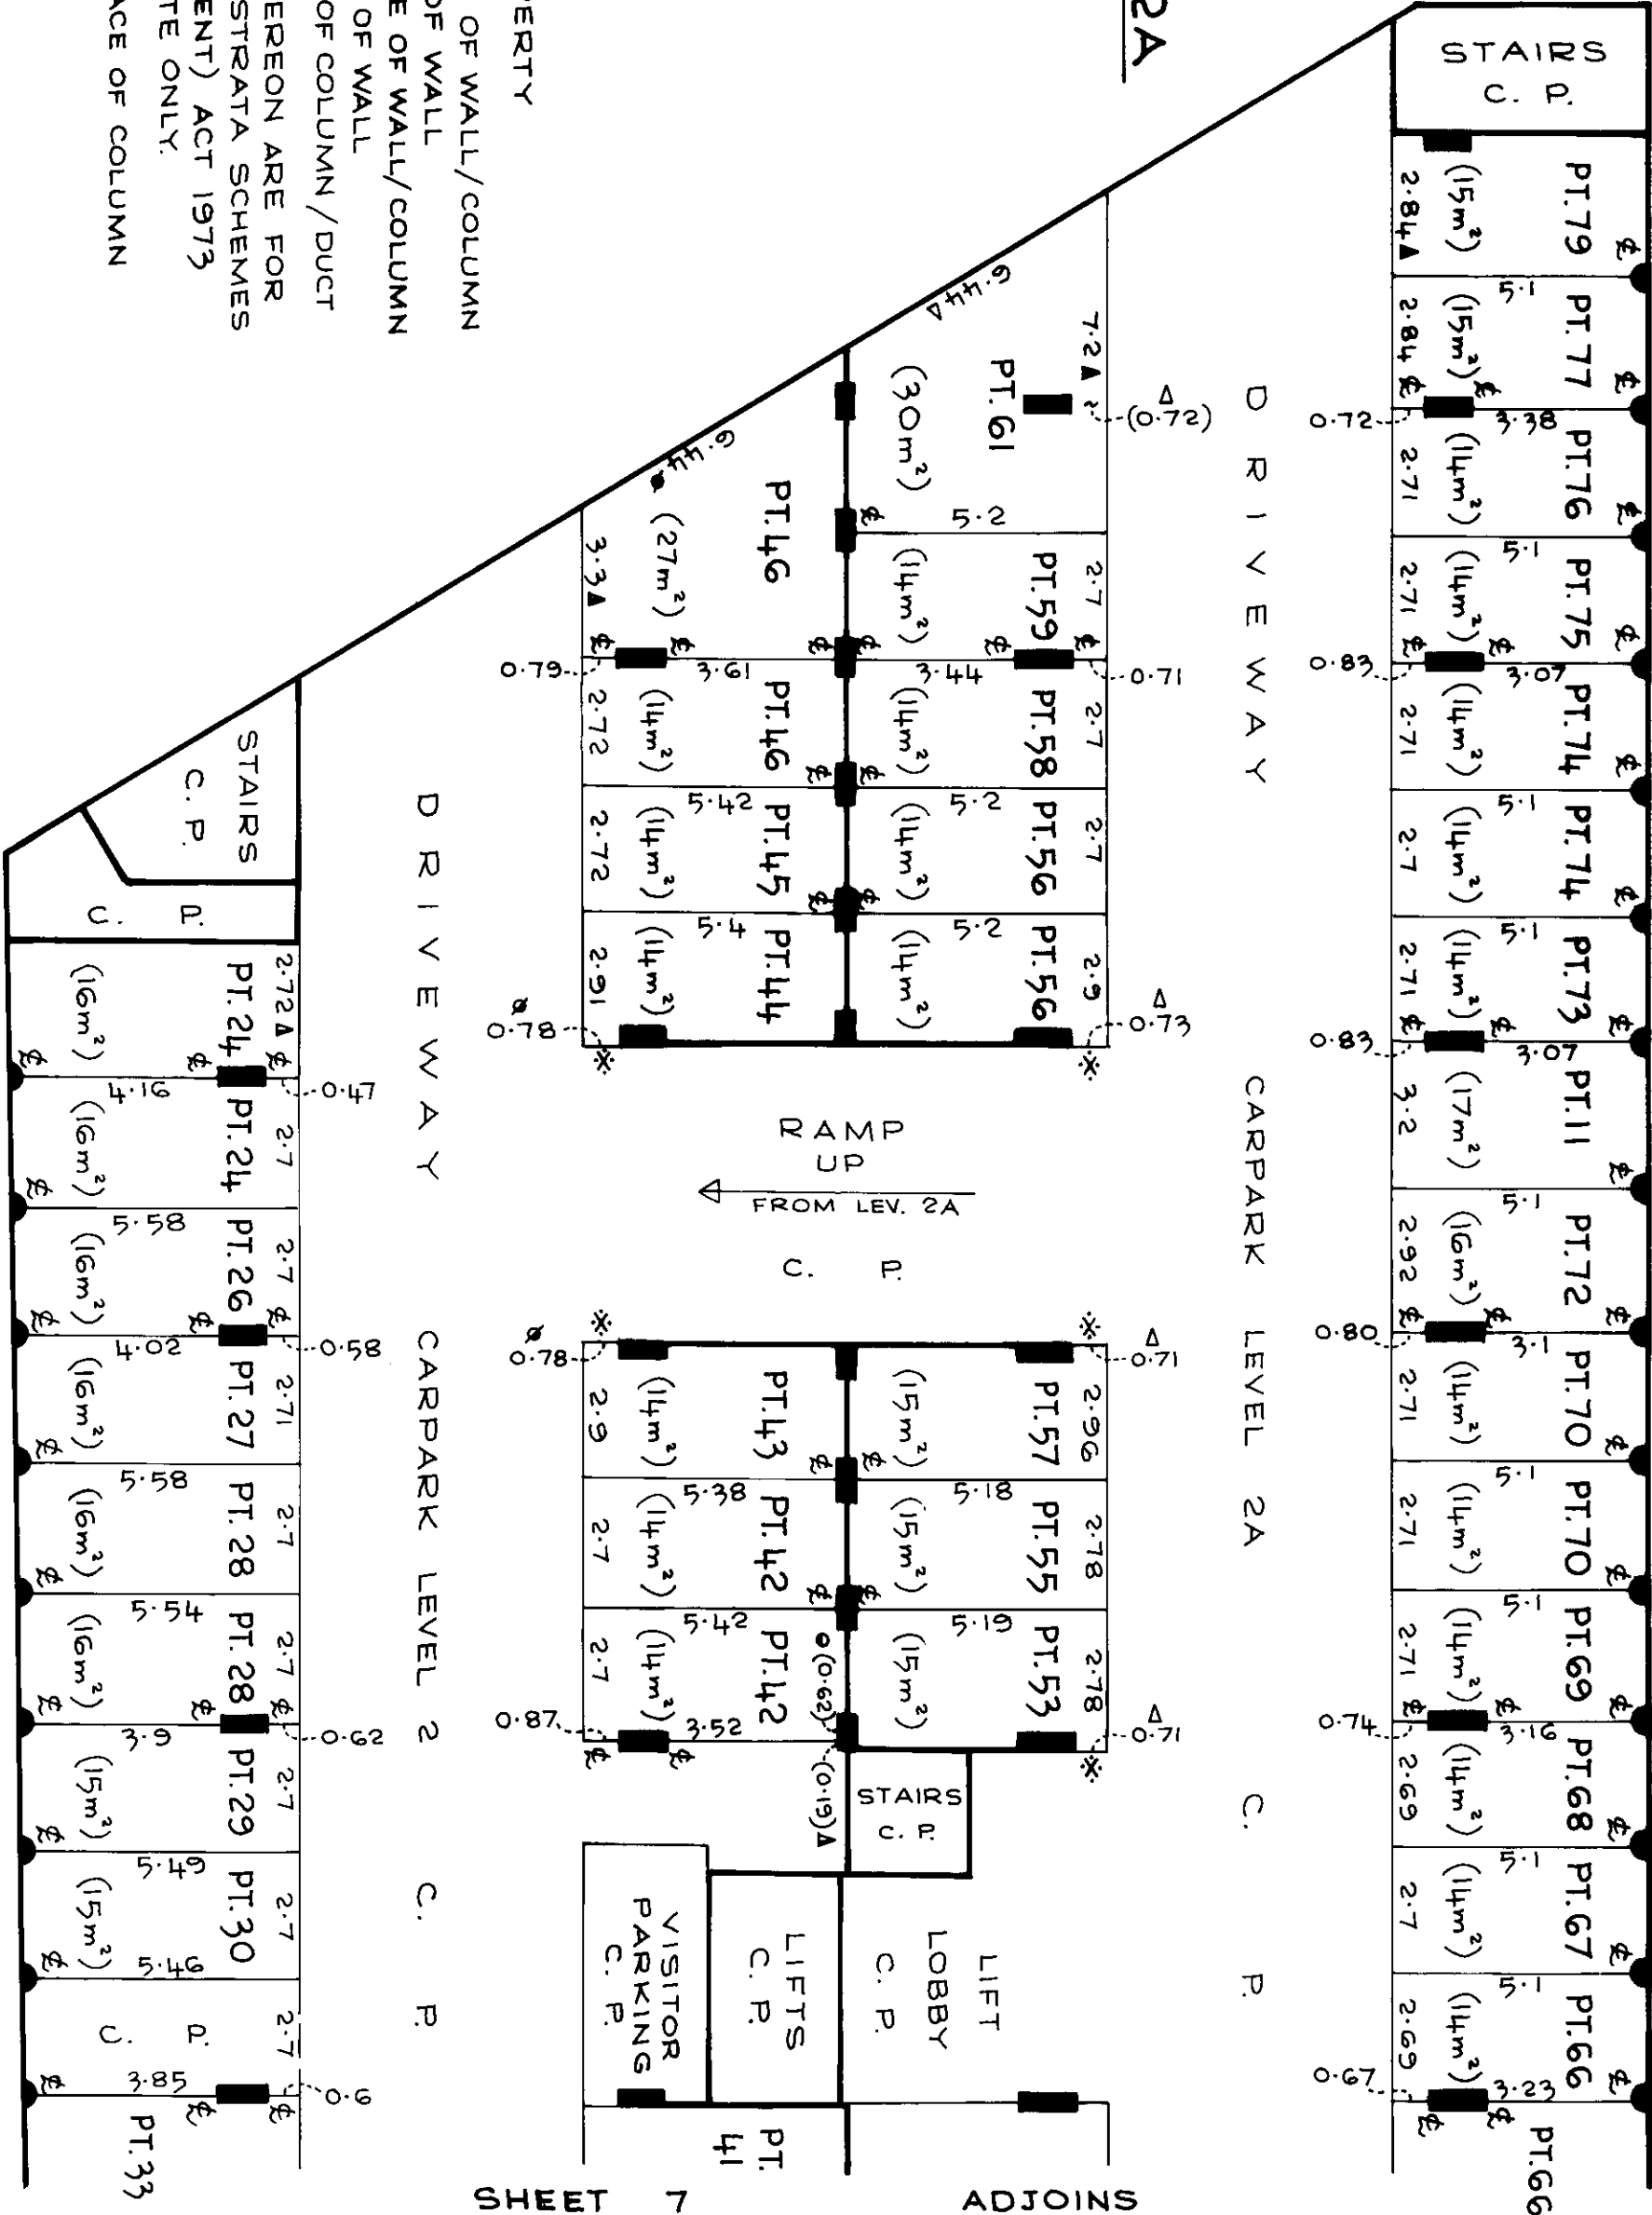 2A
PERTY
OF WALL/COLUMN
OF WALL
E OF WALL/COLUMN
OF WALL
OF COLUMN/DUCT
EREON ARE FOR
STRATA SCHEMES
ENT) ACT 1973
TE ONLY.
ACE OF COLUMN
STAIRS
C. P.
PT.79
(15m²)
2.84▲
5.1
PT.77
(15m²)
2.84
0.72
3.38
PT.76
(14m²)
2.71
5.1
PT.75
(14m²)
2.71
0.83
3.07
PT.74
(14m²)
2.71
5.1
PT.74
(14m²)
2.7
5.1
PT.73
(14m²)
2.71
0.83
3.07
PT.11
(17m²)
3.2
5.1
PT.72
(16m²)
2.92
0.80
3.1
PT.70
(14m²)
2.71
5.1
PT.70
(14m²)
2.71
5.1
PT.69
(14m²)
2.71
0.74
3.16
PT.68
(14m²)
2.69
5.1
PT.67
(14m²)
2.7
5.1
PT.66
(14m²)
2.69
0.67
3.23
PT.66
DRIVEWAY
CARPARK LEVEL 2A
C. P.
6.44△
7.2▲
△
(0.72)
PT.61
(30m²)
5.2
PT.59
(14m²)
2.7
3.44
0.71
PT.58
(14m²)
2.7
5.2
PT.56
(14m²)
2.7
5.2
PT.56
(14m²)
2.9
△
0.73
6.44
PT.46
(27m²)
3.3▲
0.79
3.61
PT.46
(14m²)
2.72
5.42
PT.45
(14m²)
2.72
5.4
PT.44
(14m²)
2.91
ø
0.78
RAMP
UP
FROM LEV. 2A
C. P.
△
0.71
PT.57
(15m²)
2.96
5.18
PT.55
(15m²)
2.78
5.19
PT.53
(15m²)
2.78
△
0.71
ø
0.78
PT.43
(14m²)
2.9
5.38
PT.42
(14m²)
2.7
5.42
PT.42
(14m²)
2.7
(0.62)
0.87
3.52
(0.19)▲
STAIRS
C. P.
LIFT
LOBBY
C. P.
LIFTS
C. P.
VISITOR
PARKING
C. P.
PT.
41
DRIVEWAY
CARPARK LEVEL 2
C. P.
STAIRS
C. P.
C. P.
PT.24
(16m²)
2.72▲
4.16
0.47
PT.24
(16m²)
2.7
5.58
PT.26
(16m²)
2.7
4.02
0.58
PT.27
(16m²)
2.71
5.58
PT.28
(16m²)
2.7
5.54
PT.28
(16m²)
2.7
3.9
0.62
PT.29
(15m²)
2.7
5.49
PT.30
(15m²)
2.7
5.46
C. P.
2.7
3.85
0.6
PT.33
SHEET 7 ADJOINS